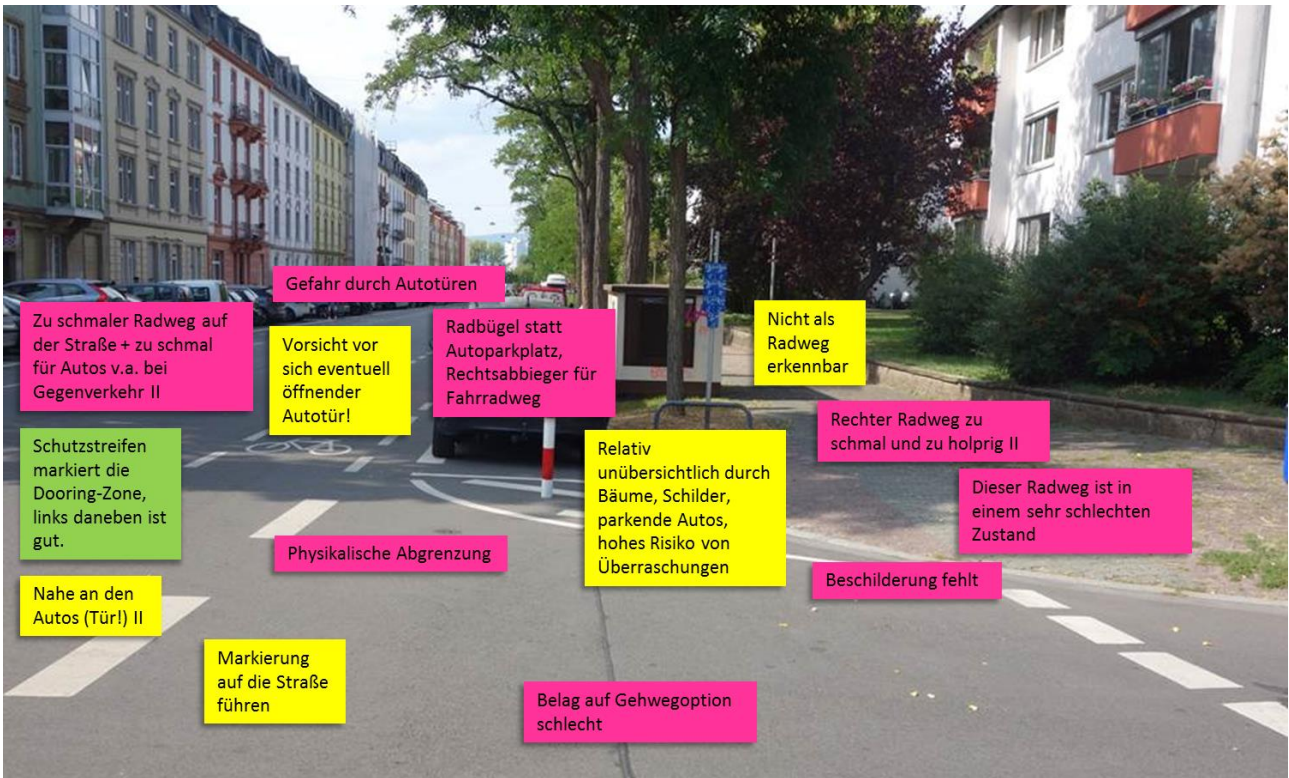 Gefahr durch Autotüren
Zu schmaler Radweg auf
der Straße + zu schmal
für Autos v.a. bei
Gegenverkehr II
Vorsicht vor
sich eventuell
öffnender
Autotür!
Radbügel statt
Autoparkplatz,
Rechtsabbieger für
Fahrradweg
Nicht als
Radweg
erkennbar
Rechter Radweg zu
schmal und zu holprig II
Schutzstreifen
markiert die
Dooring-Zone,
links daneben ist
gut.
Relativ
unübersichtlich durch
Bäume, Schilder,
parkende Autos,
hohes Risiko von
Überraschungen
Dieser Radweg ist in
einem sehr schlechten
Zustand
Physikalische Abgrenzung
Beschilderung fehlt
Nahe an den
Autos (Tür!) II
Markierung
auf die Straße
führen
Belag auf Gehwegoption
schlecht